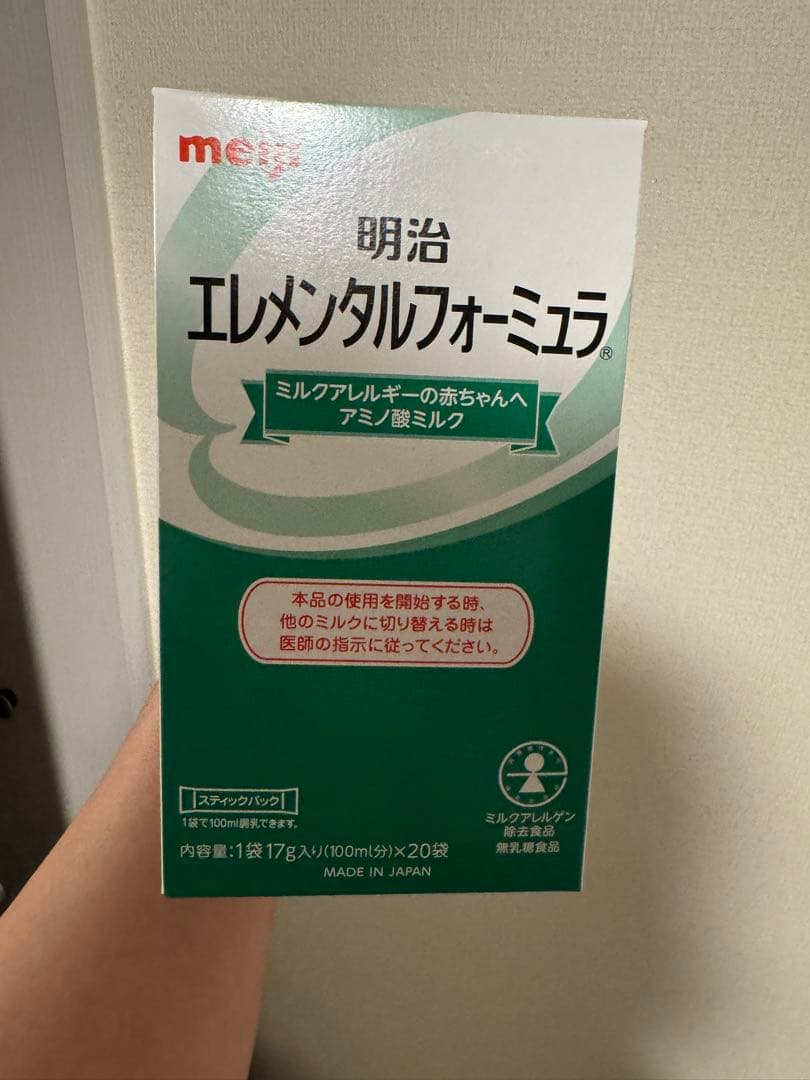 meiji
明治
エレメンタルフォーミュラ®
ミルクアレルギーの赤ちゃんへ
アミノ酸ミルク
本品の使用を開始する時、
他のミルクに切り替える時は
医師の指示に従ってください。
スティックパック
1袋で100ml調乳できます。
内容量:1袋17g入り(100ml分)×20袋
MADE IN JAPAN
ミルクアレルゲン
除去食品
無乳糖食品